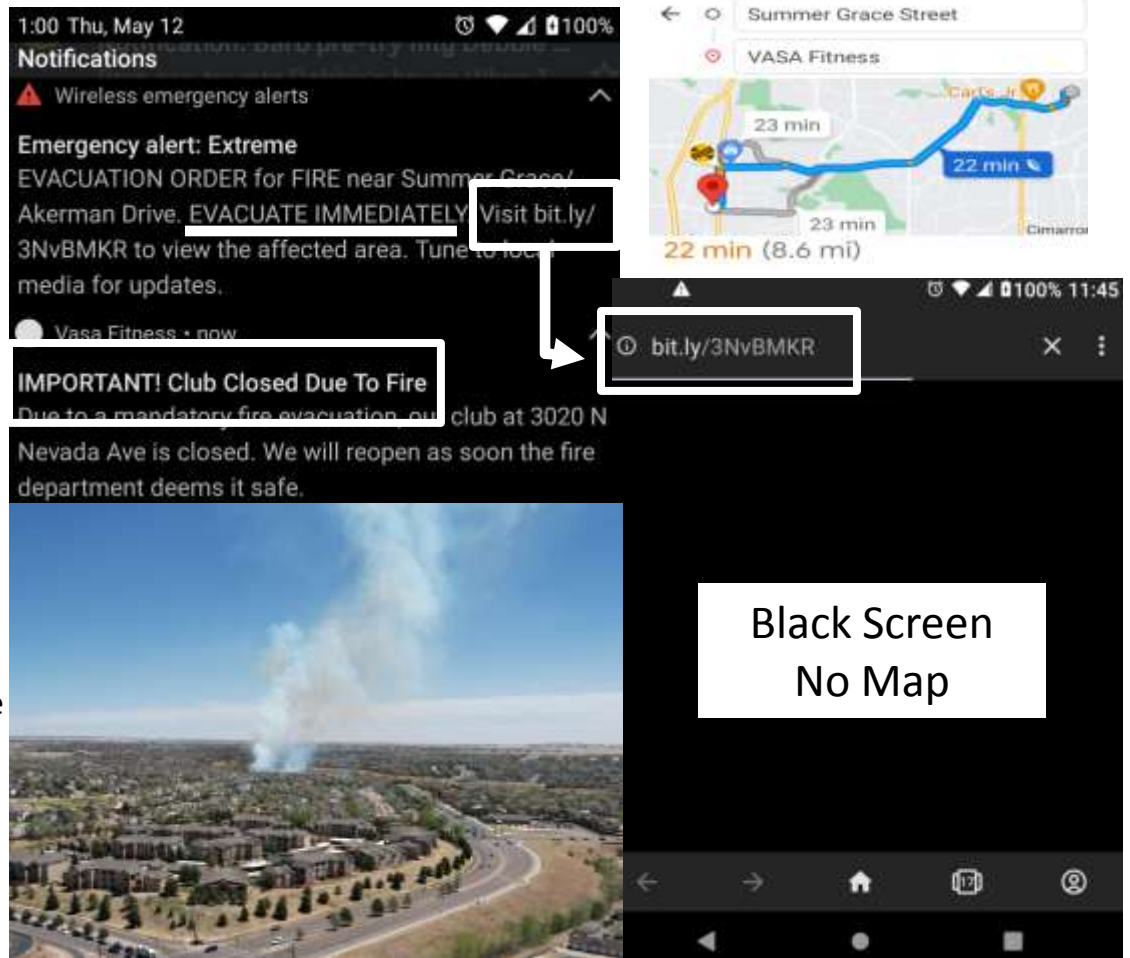 1:00 Thu, May 12
100%
Notifications
Wireless emergency alerts
Emergency alert: Extreme
EVACUATION ORDER for FIRE near Summer Grace/
Akerman Drive. EVACUATE IMMEDIATELY. Visit bit.ly/
3NvBMKR to view the affected area. Tune to local
media for updates.
Vasa Fitness • now
IMPORTANT! Club Closed Due To Fire
Due to a mandatory fire evacuation, our club at 3020 N
Nevada Ave is closed. We will reopen as soon the fire
department deems it safe.
Summer Grace Street
VASA Fitness
Carl's Jr
23 min
22 min
23 min
22 min (8.6 mi)
100% 11:45
bit.ly/3NvBMKR
Black Screen
No Map
17